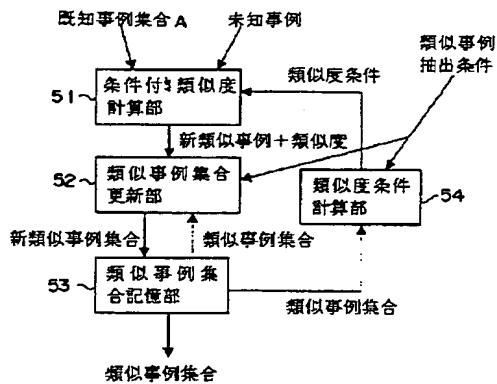 既知事例集合A
未知事例
類似事例
抽出条件
51
条件付き類似度
計算部
類似度条件
新類似事例+類似度
52
類似事例集合
更新部
類似度条件
計算部
54
新類似事例集合
類似事例集合
53
類似事例集
合記憶部
類似事例集合
類似事例集合